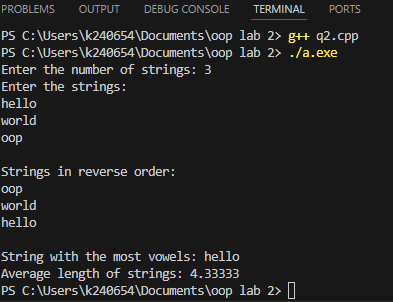 PROBLEMS OUTPUT DEBUG CONSOLE TERMINAL PORTS
PS C:\Users\k240654\Documents\oop lab 2> g++ q2.cpp
PS C:\Users\k240654\Documents\oop lab 2> ./a.exe
Enter the number of strings: 3
Enter the strings:
hello
world
oop
Strings in reverse order:
oop
world
hello
String with the most vowels: hello
Average length of strings: 4.33333
PS C:\Users\k240654\Documents\oop lab 2>